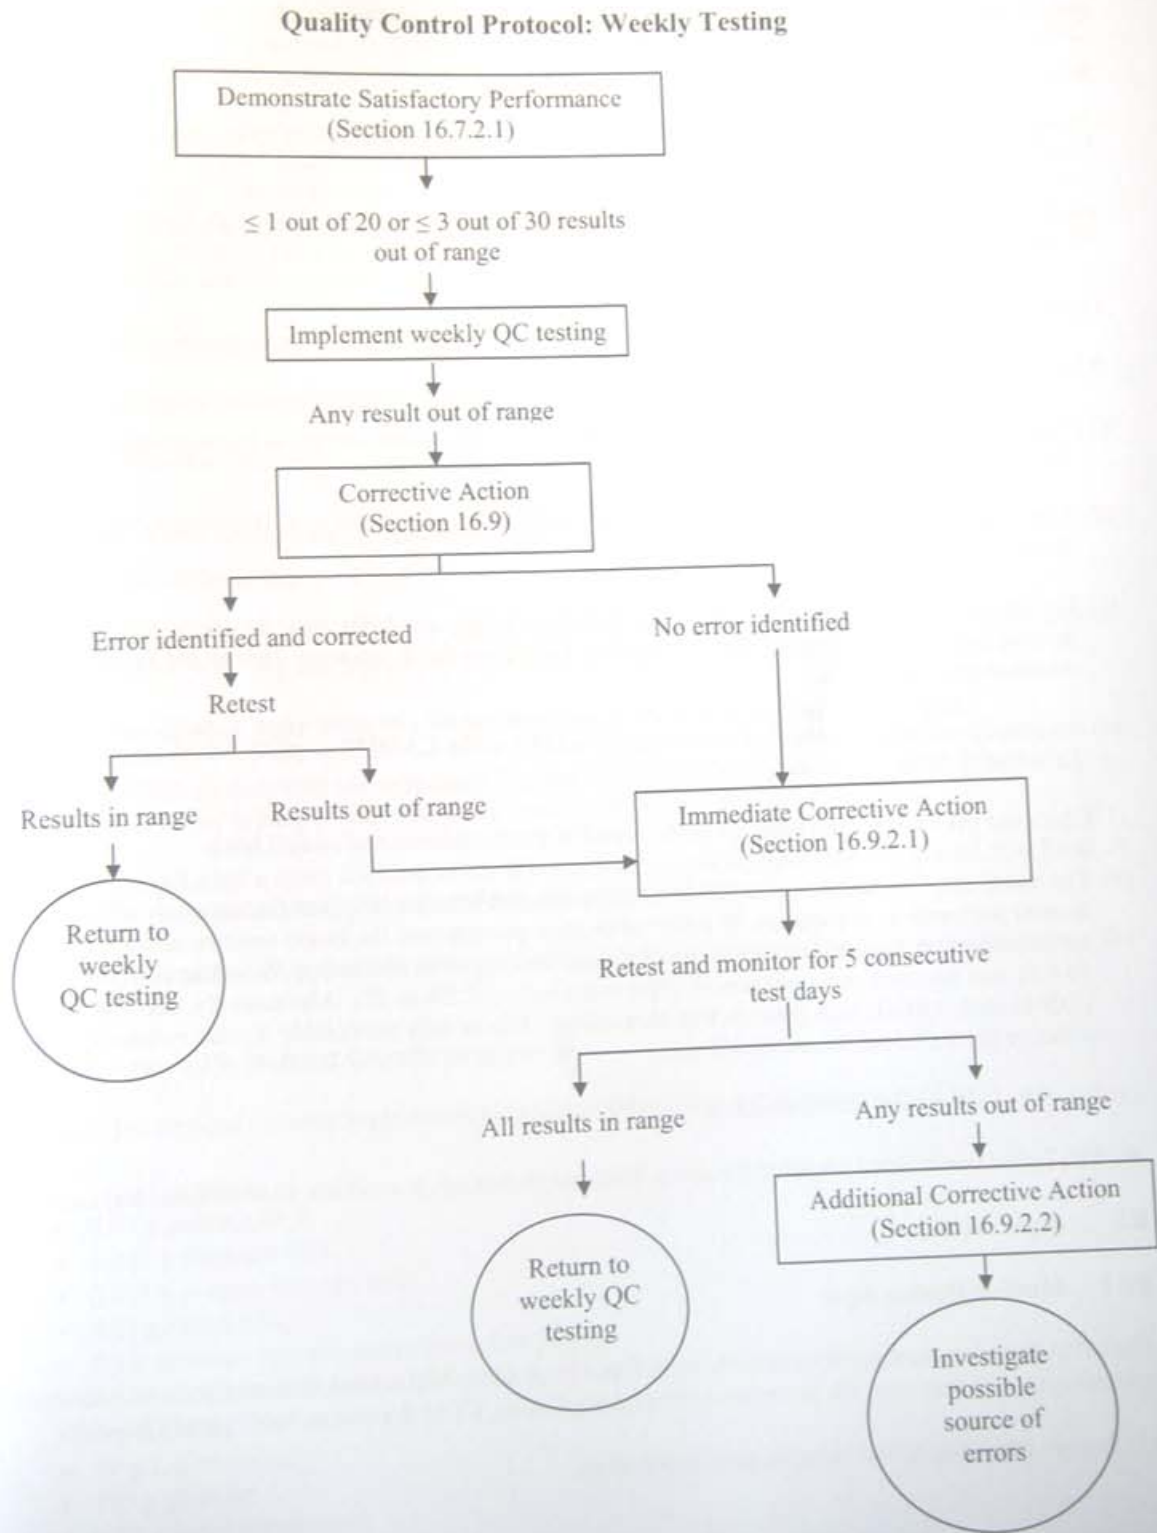 Quality Control Protocol: Weekly Testing
Demonstrate Satisfactory Performance
(Section 16.7.2.1)
≤ 1 out of 20 or ≤ 3 out of 30 results
out of range
Implement weekly QC testing
Any result out of range
Corrective Action
(Section 16.9)
Error identified and corrected
No error identified
Retest
Results in range
Results out of range
Immediate Corrective Action
(Section 16.9.2.1)
Return to
weekly
QC testing
Retest and monitor for 5 consecutive
test days
All results in range
Any results out of range
Additional Corrective Action
(Section 16.9.2.2)
Return to
weekly QC
testing
Investigate
possible
source of
errors